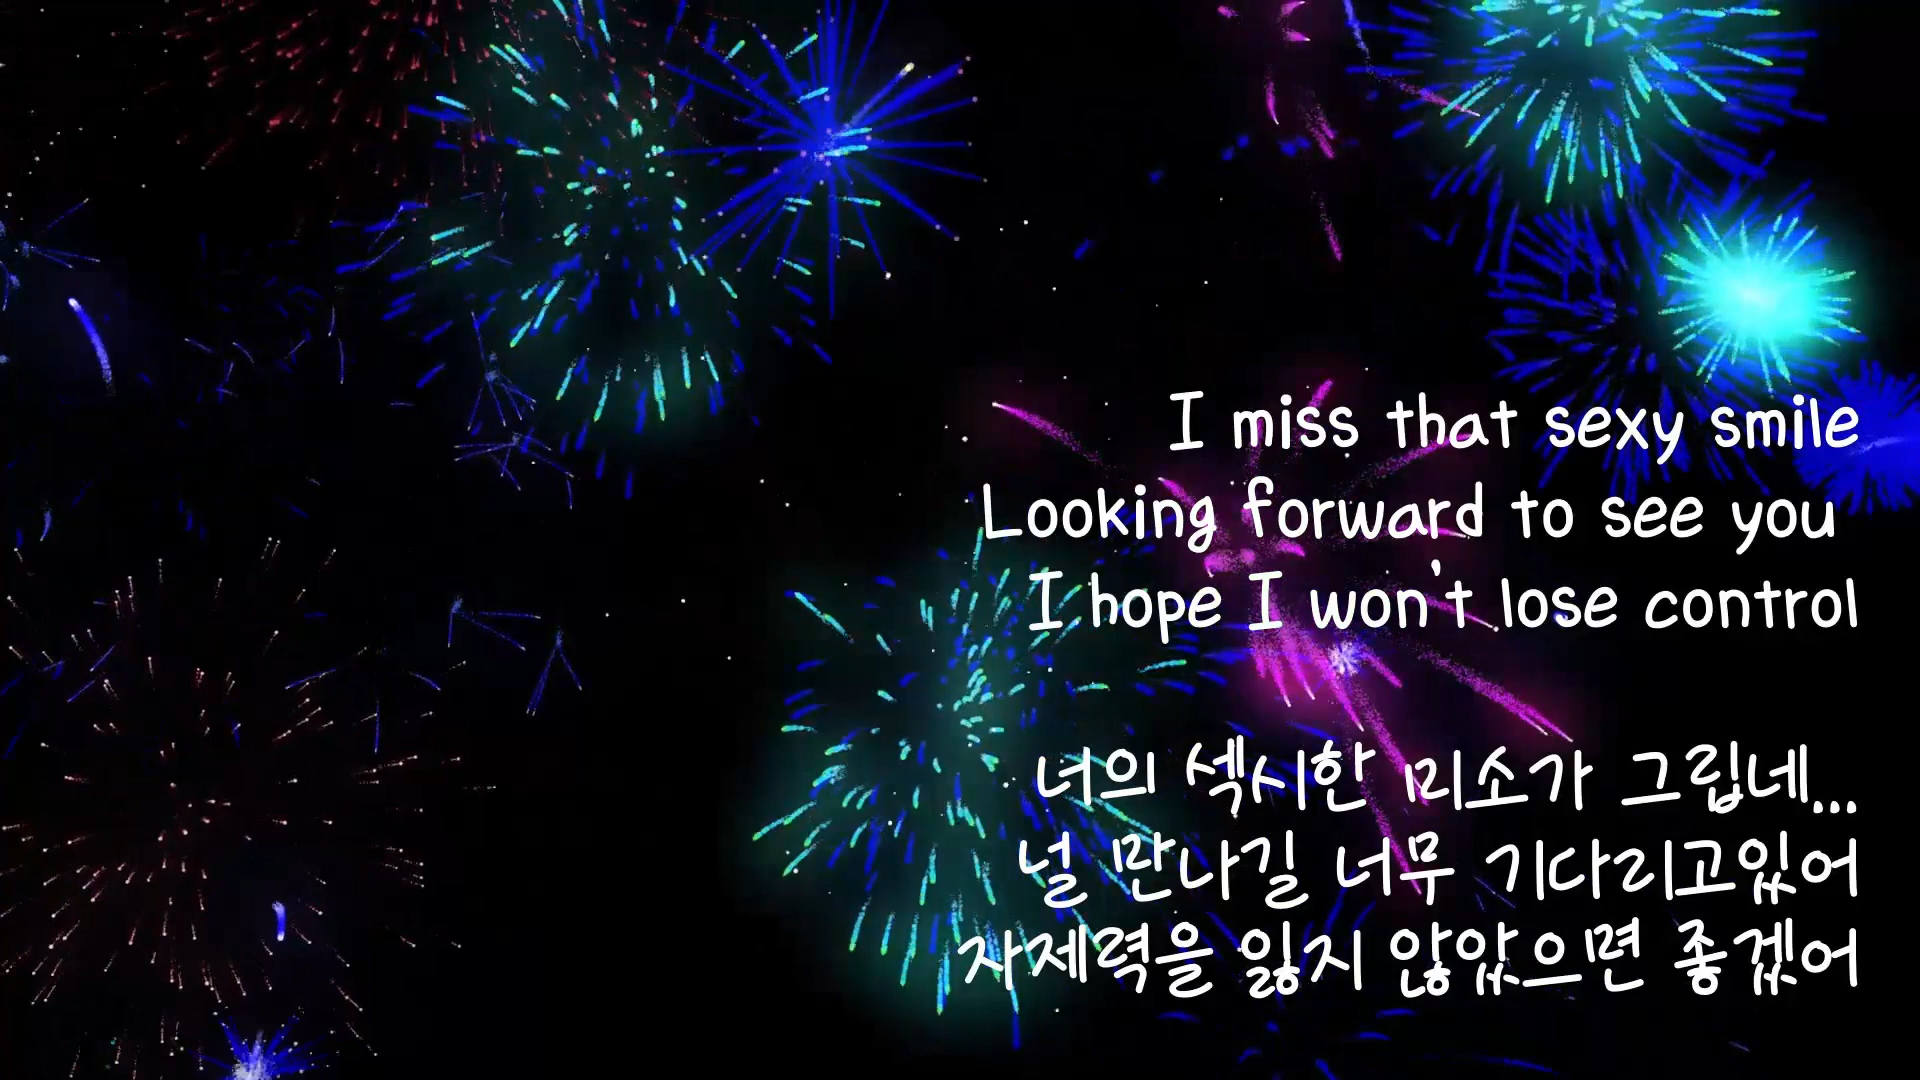 I miss that sexy smile
Looking forward to see you
I hope I won't lose control
너의 섹시한 미소가 그립네...
널 만나길 너무 기다리고있어
자제력을 잃지 않았으면 좋겠어